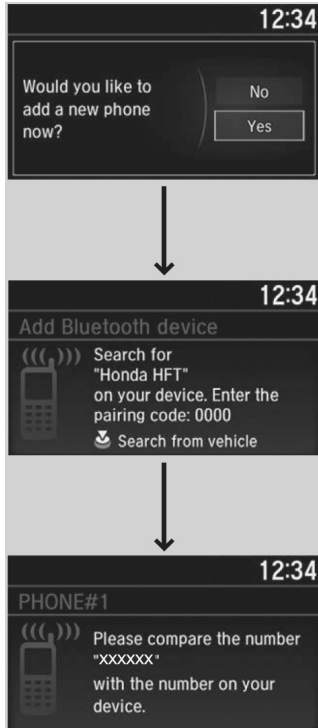 12:34
Would you like to
add a new phone
now?
No
Yes
12:34
Add Bluetooth device
Search for
"Honda HFT"
on your device. Enter the
pairing code: 0000
Search from vehicle
12:34
PHONE#1
Please compare the number
"XXXXXX"
with the number on your
device.